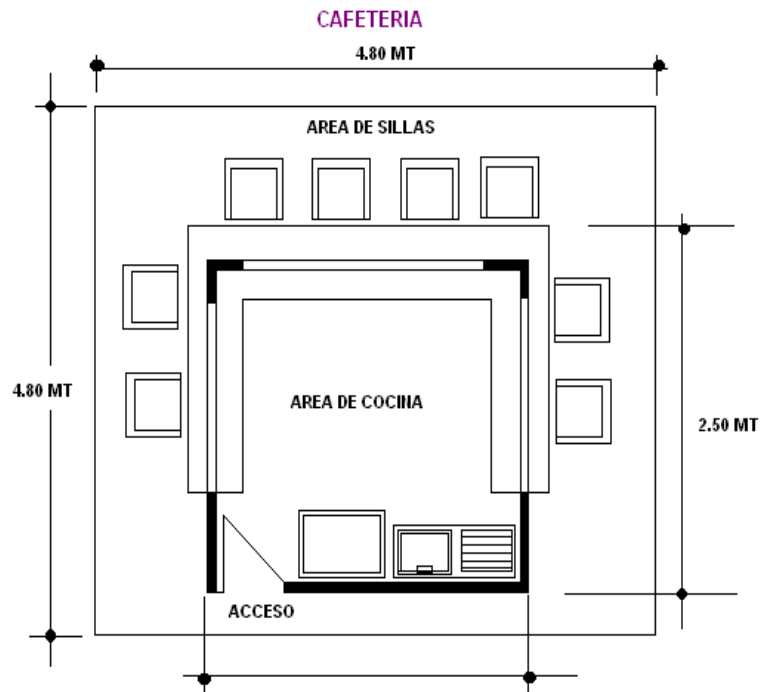 CAFETERIA
4.80 MT
AREA DE SILLAS
4.80 MT
AREA DE COCINA
2.50 MT
ACCESO